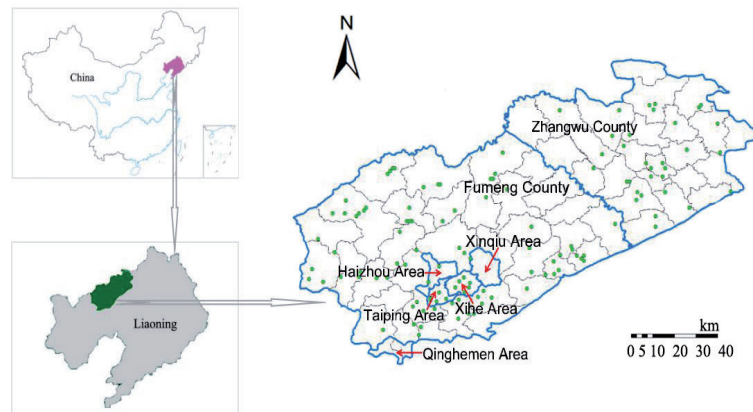 China
Liaoning
N
Zhangwu County
Fumeng County
Xinqiu Area
Haizhou Area
Taiping Area
Xihe Area
Qinghemen Area
km
0 5 10 20 30 40